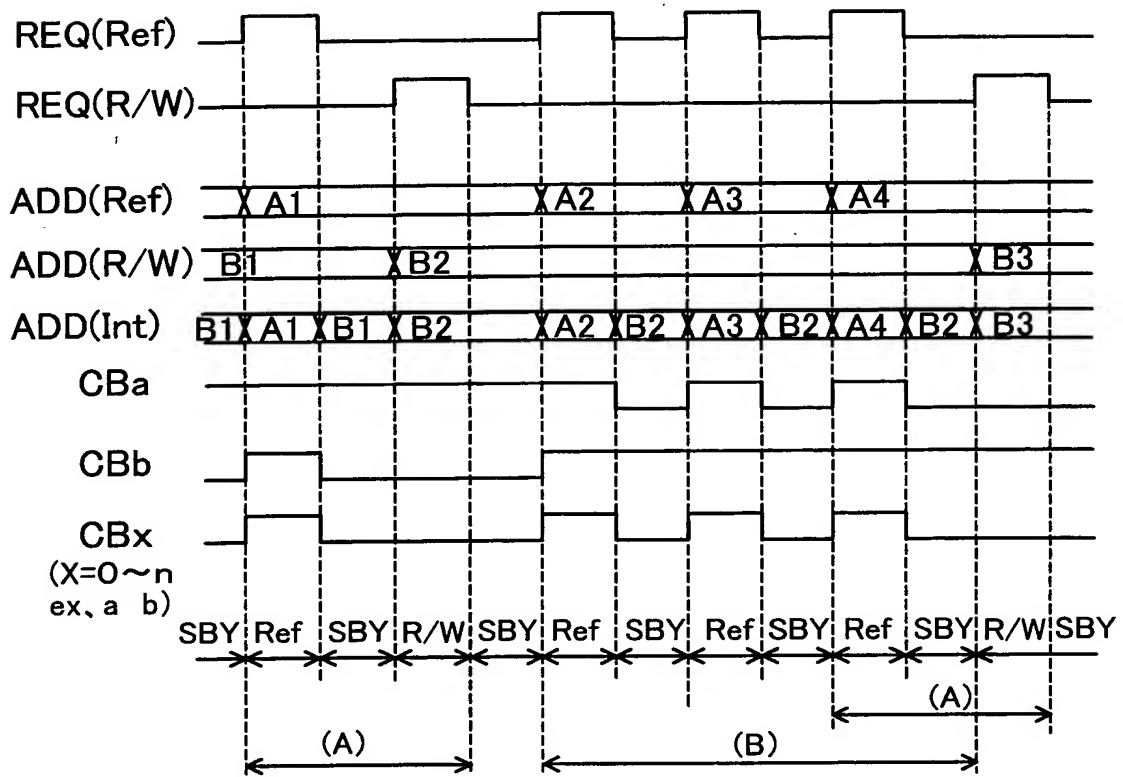 REQ(Ref)
REQ(R/W)
ADD(Ref) A1 A2 A3 A4
ADD(R/W) B1 B2 B3
ADD(Int) B1 A1 B1 B2 A2 B2 A3 B2 A4 B2 B3
CBa
CBb
CBx
(X=0～n
ex、a b)
SBY Ref SBY R/W SBY Ref SBY Ref SBY Ref SBY R/W SBY
(A)
(A) (B)